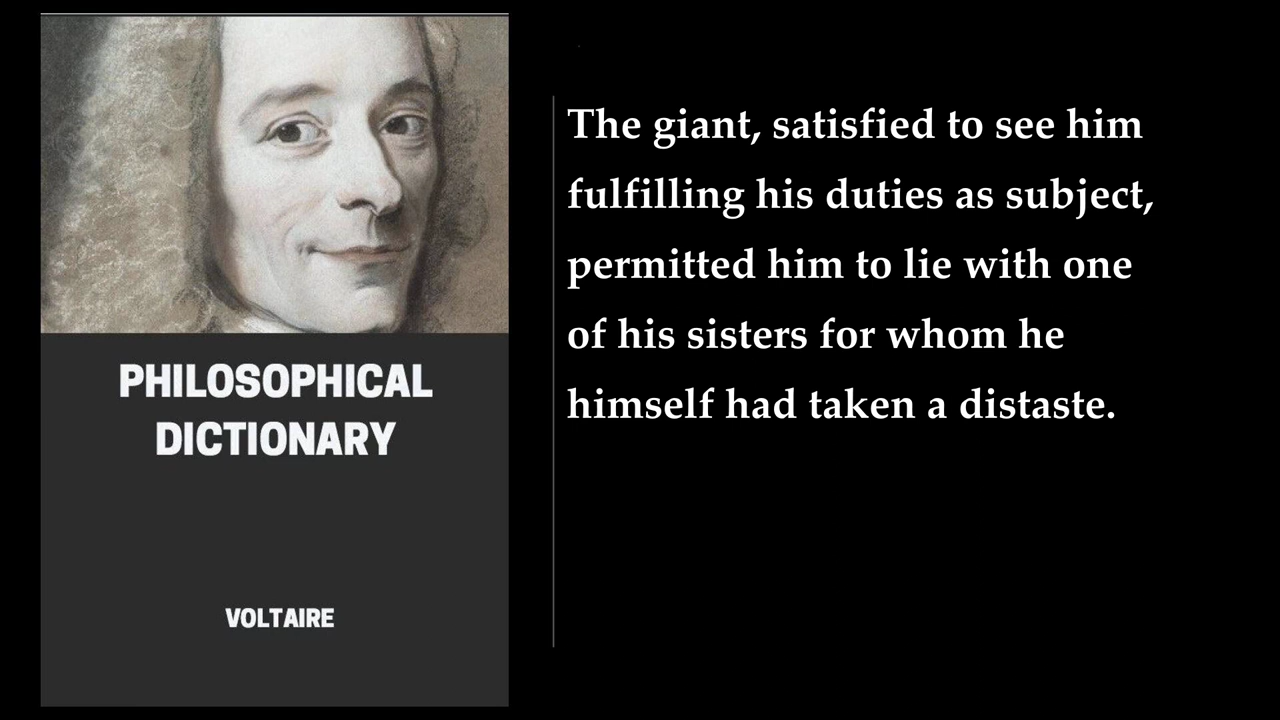 PHILOSOPHICAL
DICTIONARY
VOLTAIRE
The giant, satisfied to see him
fulfilling his duties as subject,
permitted him to lie with one
of his sisters for whom he
himself had taken a distaste.